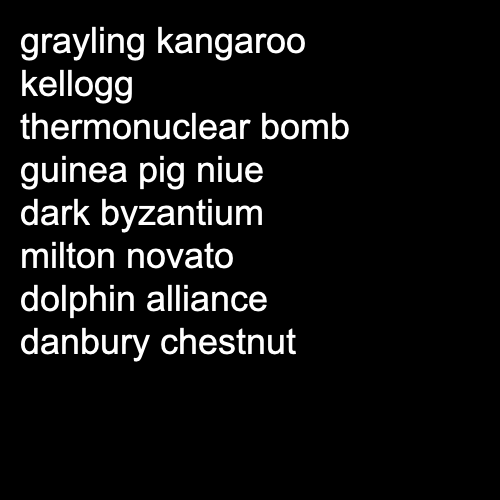 grayling kangaroo
kellogg
thermonuclear bomb
guinea pig niue
dark byzantium
milton novato
dolphin alliance
danbury chestnut